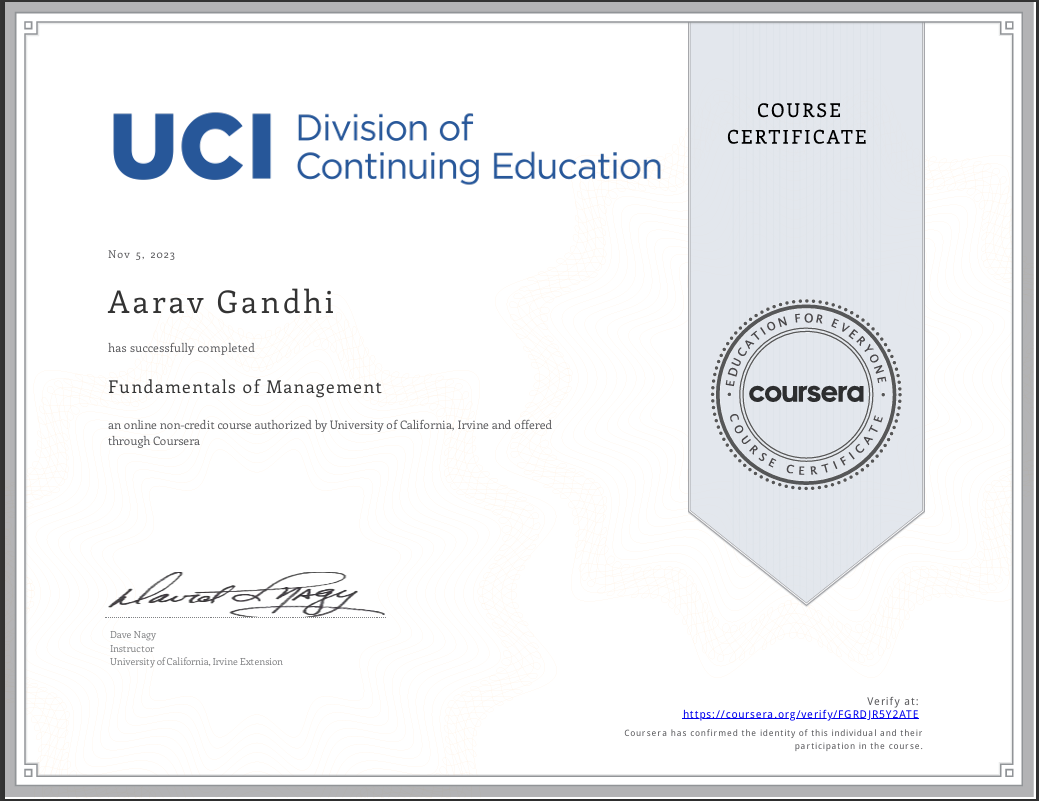 UCI Division of
Continuing Education
COURSE
CERTIFICATE
Nov 5, 2023
Aarav Gandhi
has successfully completed
Fundamentals of Management
an online non-credit course authorized by University of California, Irvine and offered
through Coursera
EDUCATION FOR EVERYONE
coursera
COURSE CERTIFICATE
David L Nagy
Dave Nagy
Instructor
University of California, Irvine Extension
Verify at:
https://coursera.org/verify/FGRDJR5Y2ATE
Coursera has confirmed the identity of this individual and their
participation in the course.